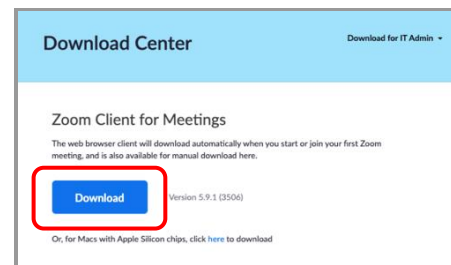 Download Center
Download for IT Admin
Zoom Client for Meetings
The web browser client will download automatically when you start or join your first Zoom
meeting, and is also available for manual download here.
Download
Version 5.9.1 (3506)
Or, for Macs with Apple Silicon chips, click here to download